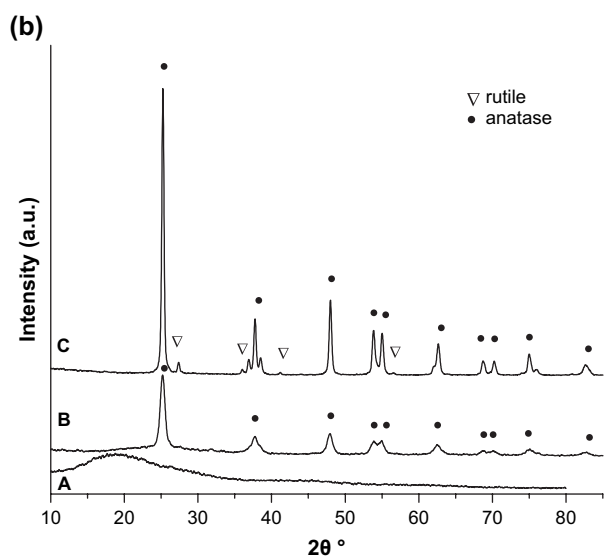 (b)
▽ rutile
• anatase
Intensity (a.u.)
C
B
A
10 20 30 40 50 60 70 80
2θ °